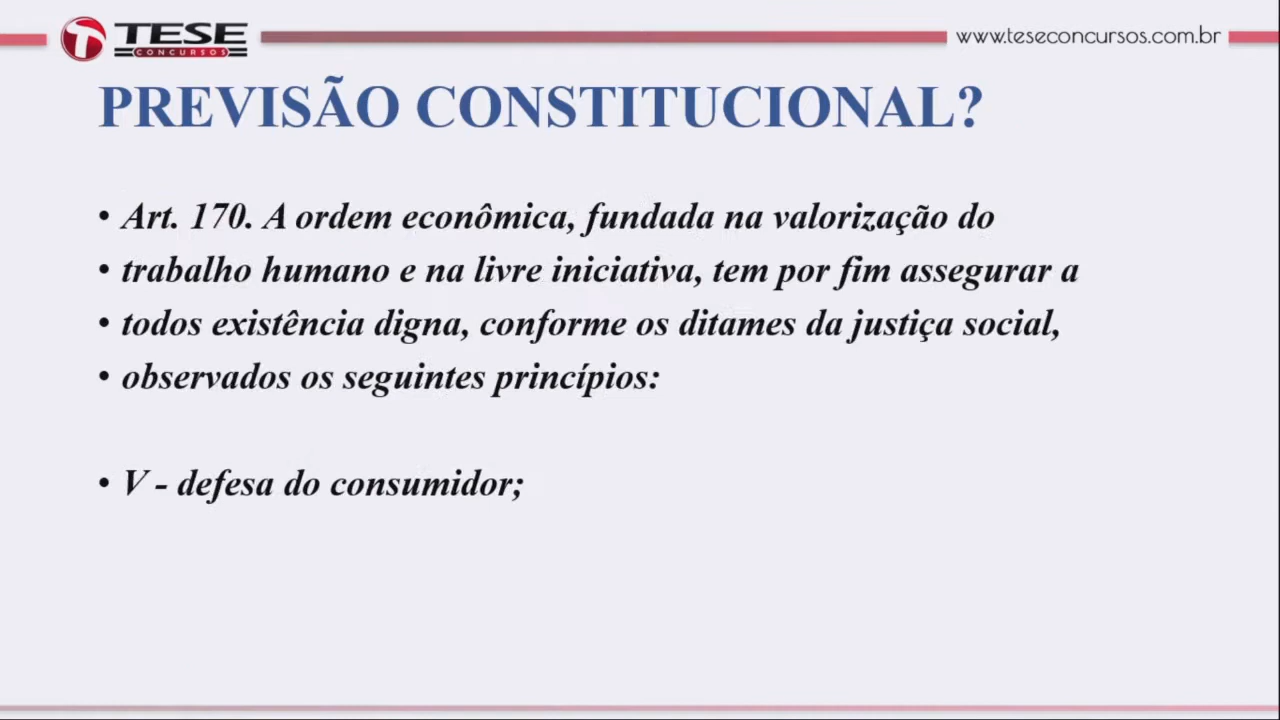 TESE
CONCURSOS
www.teseconcursos.com.br
PREVISÃO CONSTITUCIONAL?
• Art. 170. A ordem econômica, fundada na valorização do
• trabalho humano e na livre iniciativa, tem por fim assegurar a
• todos existência digna, conforme os ditames da justiça social,
• observados os seguintes princípios:
• V - defesa do consumidor;